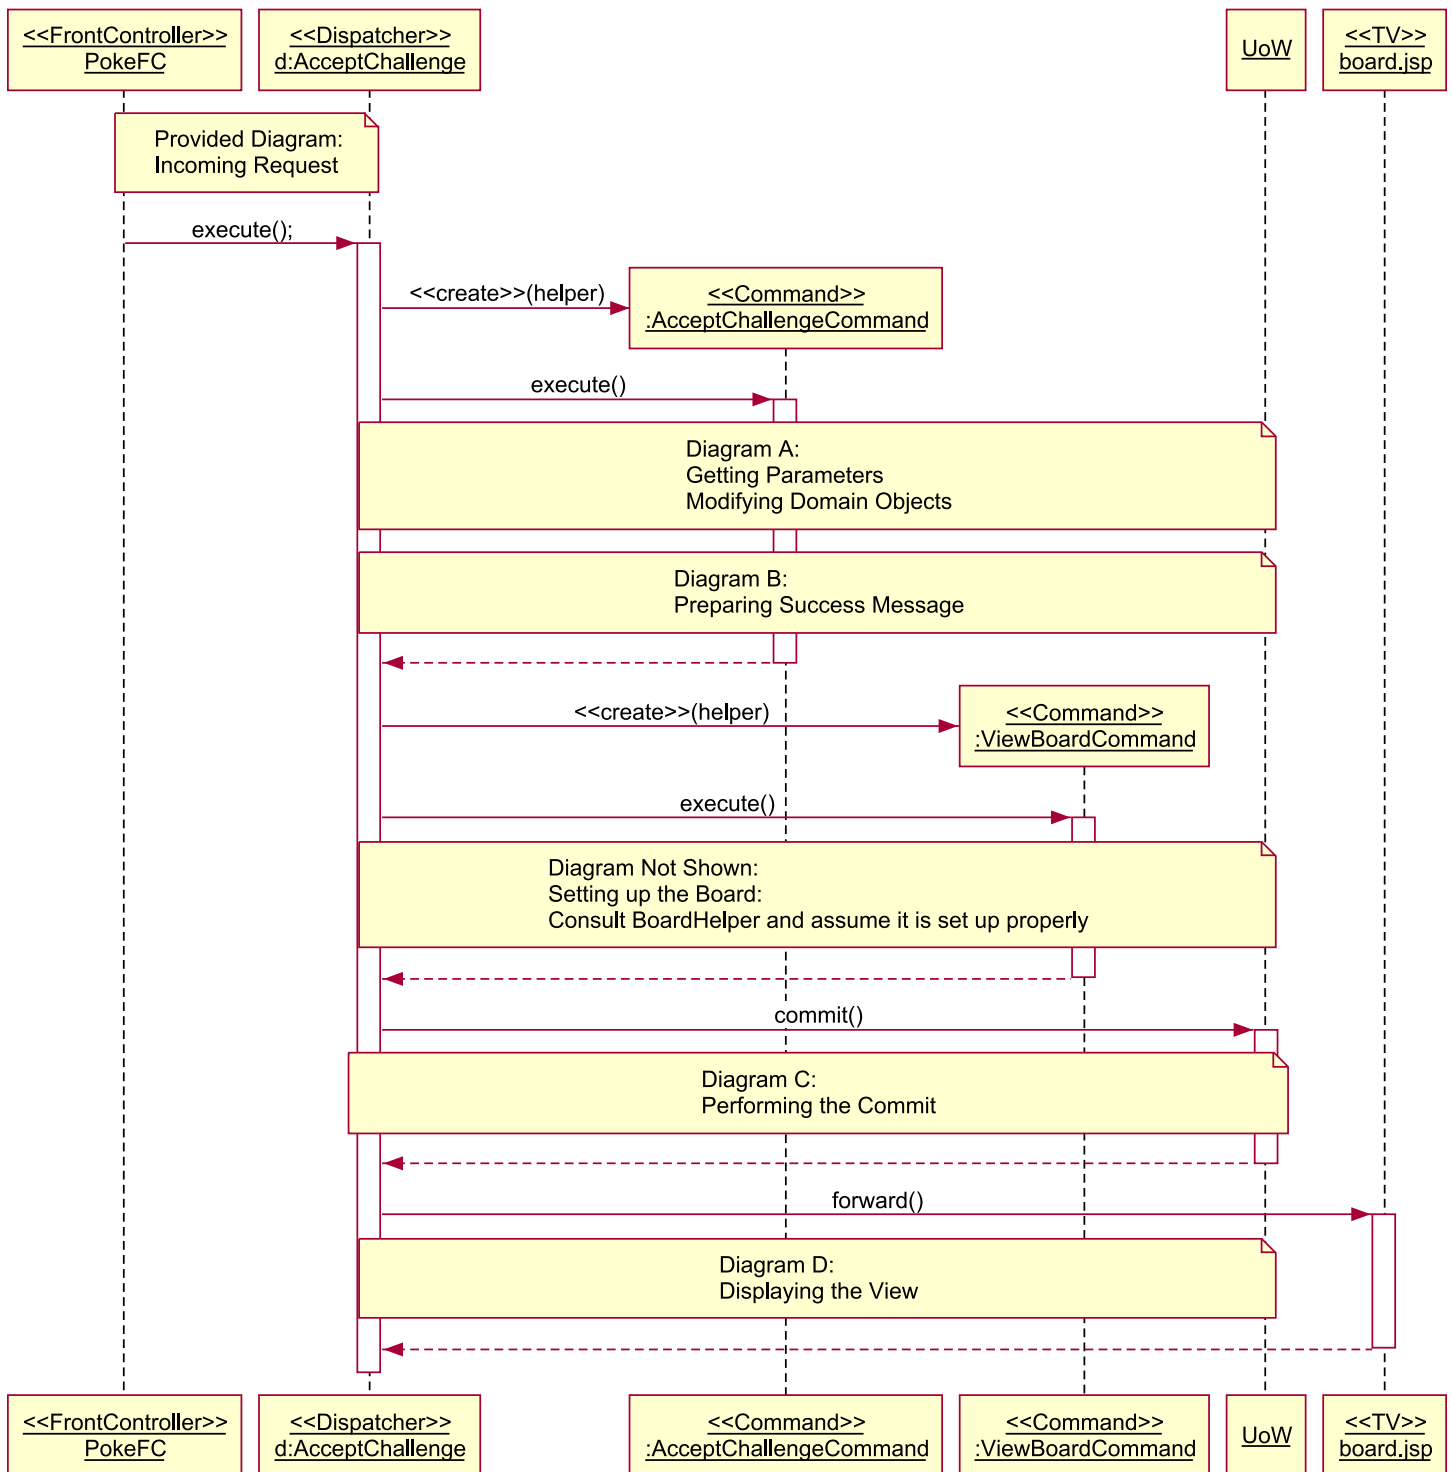 <<FrontController>>
PokeFC
<<Dispatcher>>
d:AcceptChallenge
UoW
<<TV>>
board.jsp
Provided Diagram:
Incoming Request
execute();
<<create>>(helper)
<<Command>>
:AcceptChallengeCommand
execute()
Diagram A:
Getting Parameters
Modifying Domain Objects
Diagram B:
Preparing Success Message
<<create>>(helper)
<<Command>>
:ViewBoardCommand
execute()
Diagram Not Shown:
Setting up the Board:
Consult BoardHelper and assume it is set up properly
commit()
Diagram C:
Performing the Commit
forward()
Diagram D:
Displaying the View
<<FrontController>>
PokeFC
<<Dispatcher>>
d:AcceptChallenge
<<Command>>
:AcceptChallengeCommand
<<Command>>
:ViewBoardCommand
UoW
<<TV>>
board.jsp